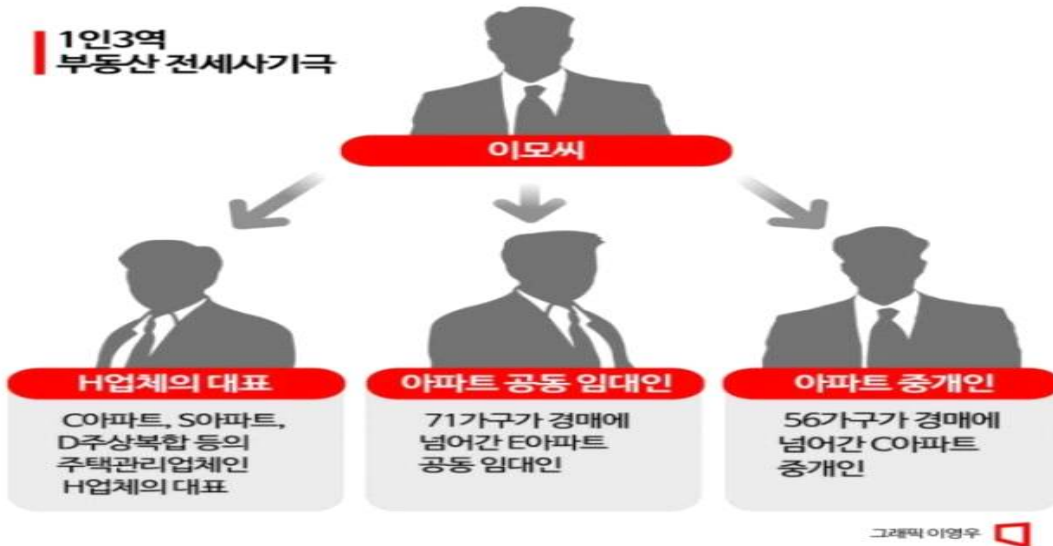 1인3역
부동산 전세사기극
이모씨
H업체의 대표
C아파트, S아파트,
D주상복합 등의
주택관리업체인
H업체의 대표
아파트 공동 임대인
71가구가 경매에
넘어간 E아파트
공동 임대인
아파트 중개인
56가구가 경매에
넘어간 C아파트
중개인
그래픽 이영우